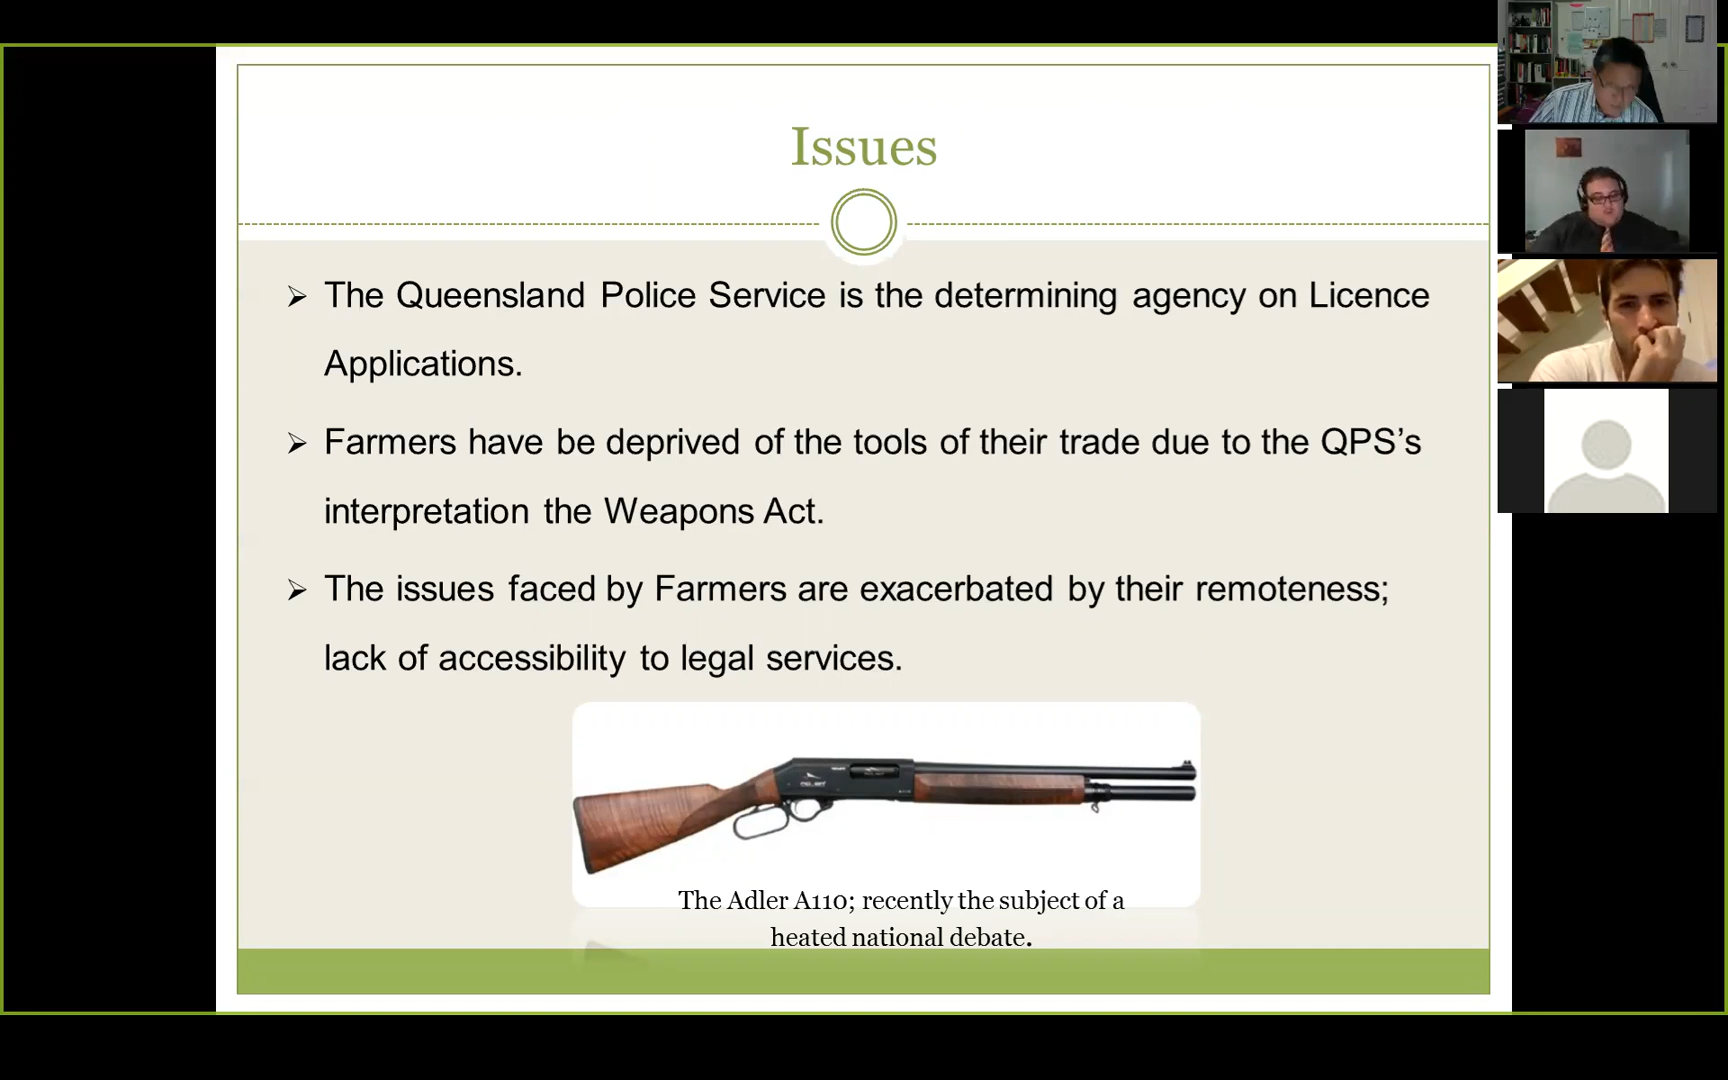 Issues
The Queensland Police Service is the determining agency on Licence
Applications.
Farmers have be deprived of the tools of their trade due to the QPS’s
interpretation the Weapons Act.
The issues faced by Farmers are exacerbated by their remoteness;
lack of accessibility to legal services.
The Adler A110; recently the subject of a
heated national debate.